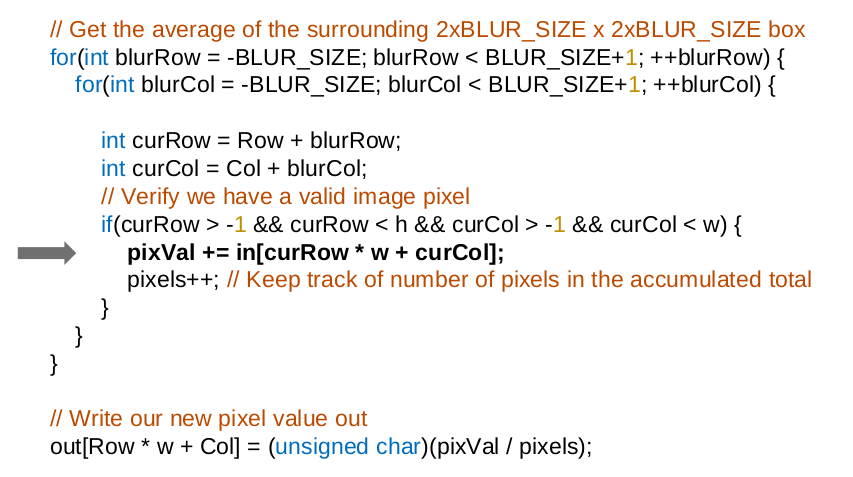 // Get the average of the surrounding 2xBLUR_SIZE x 2xBLUR_SIZE box
for(int blurRow = -BLUR_SIZE; blurRow < BLUR_SIZE+1; ++blurRow) {
for(int blurCol = -BLUR_SIZE; blurCol < BLUR_SIZE+1; ++blurCol) {
int curRow = Row + blurRow;
int curCol = Col + blurCol;
// Verify we have a valid image pixel
if(curRow > -1 && curRow < h && curCol > -1 && curCol < w) {
pixVal += in[curRow * w + curCol];
pixels++; // Keep track of number of pixels in the accumulated total
}
}
}
// Write our new pixel value out
out[Row * w + Col] = (unsigned char)(pixVal / pixels);